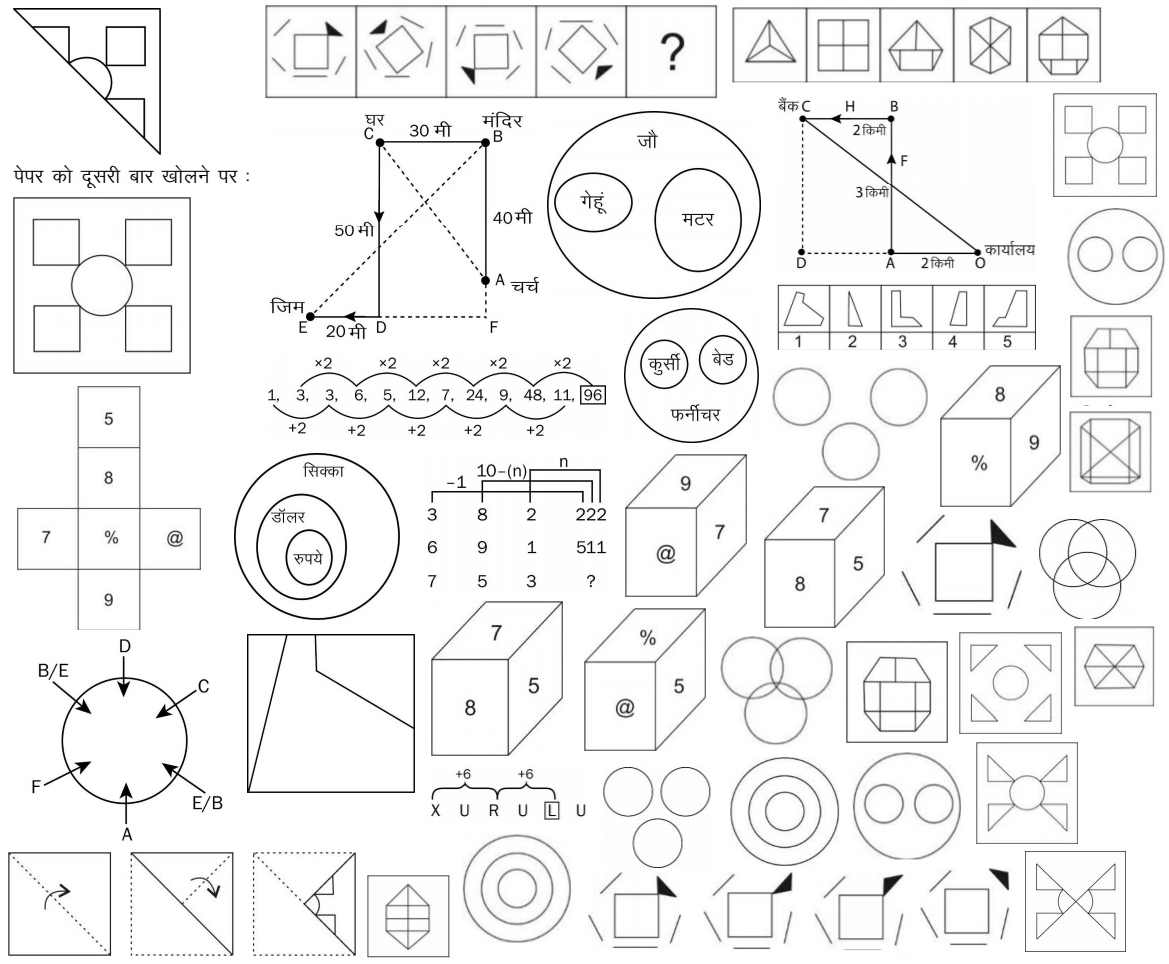 ?
पेपर को दूसरी बार खोलने पर :
घर
मंदिर
C
30 मी
B
50 मी
40 मी
A चर्च
जिम
E
20 मी
D
F
जौ
गेहूं
मटर
बैंक C
H
B
2 किमी
F
3 किमी
D
A
2 किमी
O
कार्यालय
1 2 3 4 5
×2 ×2 ×2 ×2 ×2
1, 3, 3, 6, 5, 12, 7, 24, 9, 48, 11, 96
+2 +2 +2 +2 +2
कुर्सी
बेड
फर्नीचर
5
8
7 % @
9
सिक्का
डॉलर
रुपये
n
10–(n)
–1
3 8 2 222
6 9 1 511
7 5 3 ?
9
@
7
7
8
5
8
%
9
7
8
5
%
@
5
D
B/E
C
F
E/B
A
+6 +6
X U R U L U